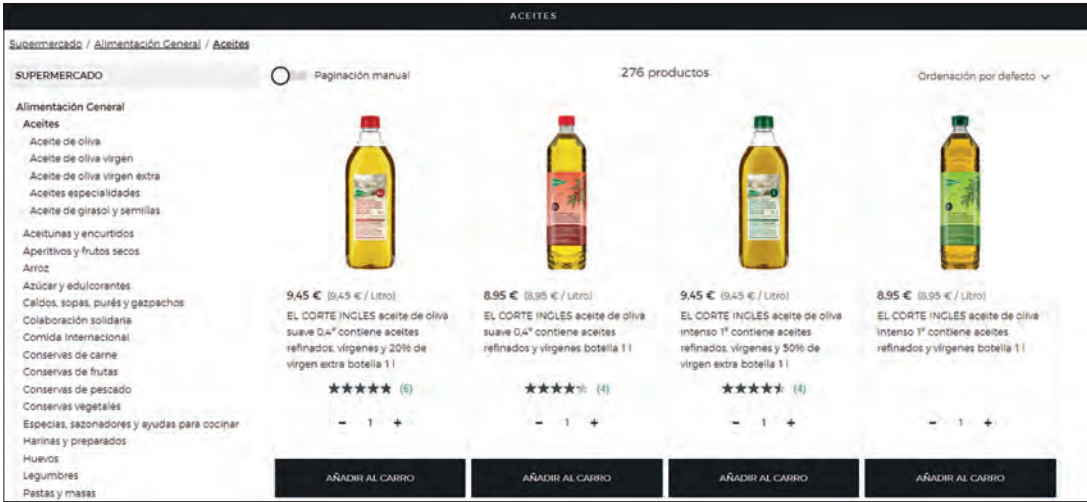 ACEITES
Supermercado / Alimentación General / Aceites
SUPERMERCADO
Paginación manual
276 productos
Ordenación por defecto
Alimentación General
Aceites
Aceite de oliva
Aceite de oliva virgen
Aceite de oliva virgen extra
Aceites especialidades
Aceite de girasol y semillas
Aceitunas y encurtidos
Aperitivos y frutos secos
Arroz
Azúcar y edulcorantes
Caldos, sopas, purés y gazpachos
Colaboración solidaria
Comida Internacional
Conservas de carne
Conservas de frutas
Conservas de pescado
Conservas vegetales
Especias, sazonadores y ayudas para cocinar
Harinas y preparados
Huevos
Legumbres
Pastas y masas
9,45 € (9,45 € / Litro)
EL CORTE INGLES aceite de oliva
suave 0,4º contiene aceites
refinados, vírgenes y 20% de
virgen extra botella 1 l
(6)
- 1 +
AÑADIR AL CARRO
8,95 € (8,95 € / Litro)
EL CORTE INGLES aceite de oliva
suave 0,4º contiene aceites
refinados y vírgenes botella 1 l
(4)
- 1 +
AÑADIR AL CARRO
9,45 € (9,45 € / Litro)
EL CORTE INGLES aceite de oliva
intenso 1º contiene aceites
refinados, vírgenes y 50% de
virgen extra botella 1 l
(4)
- 1 +
AÑADIR AL CARRO
8,95 € (8,95 € / Litro)
EL CORTE INGLES aceite de oliva
intenso 1º contiene aceites
refinados y vírgenes botella 1 l
- 1 +
AÑADIR AL CARRO